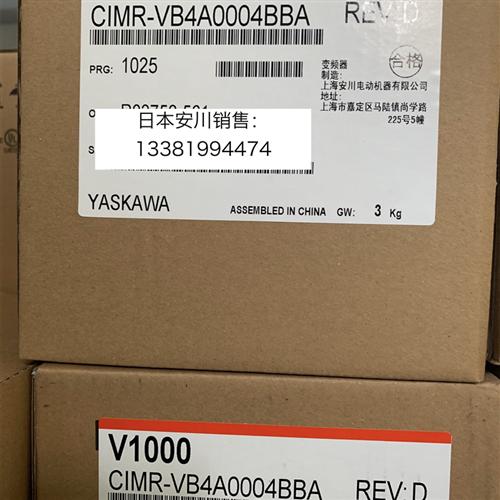 CIMR-VB4A0004BBA REV:D
PRG: 1025
变频器
制造:
上海安川电动机器有限公司
地址:
上海市嘉定区马陆镇尚学路
225号5幢
合格
日本安川销售:
13381994474
YASKAWA
ASSEMBLED IN CHINA GW: 3 Kg
V1000
CIMR-VB4A0004BBA REV:D